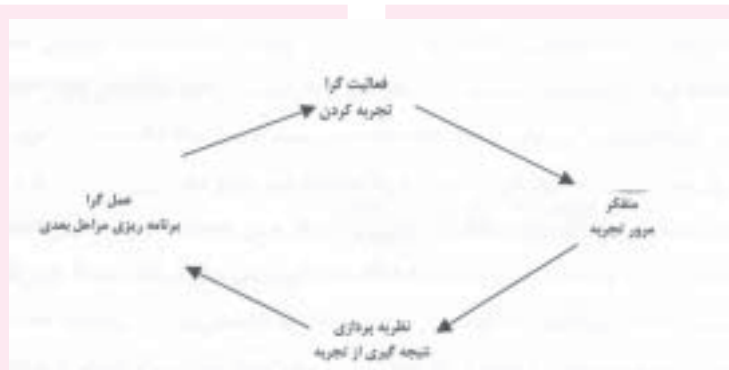 فعالیت گرا
تجربه کردن
متفکر
مرور تجربه
نظریه پردازی
نتیجه گیری از تجربه
عمل گرا
برنامه ریزی مراحل بعدی